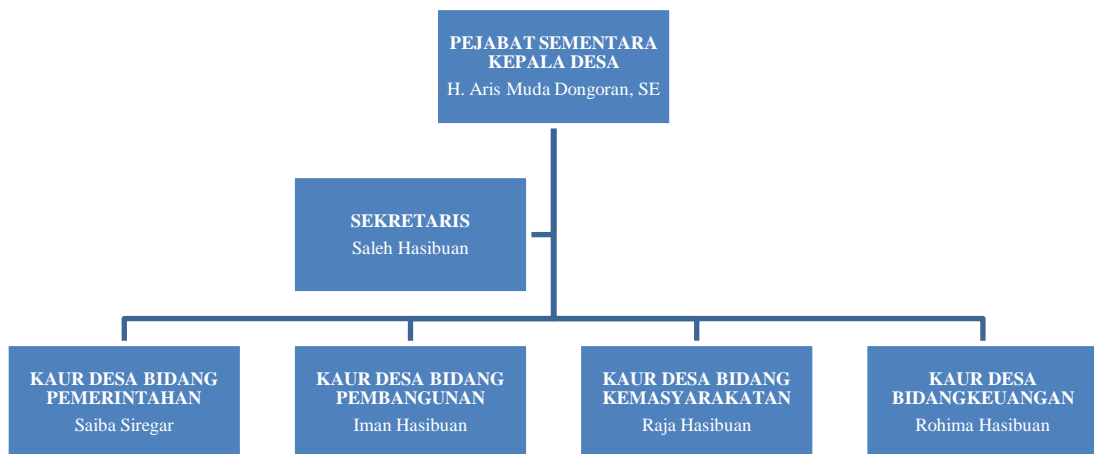 PEJABAT SEMENTARA
KEPALA DESA
H. Aris Muda Dongoran, SE
SEKRETARIS
Saleh Hasibuan
KAUR DESA BIDANG
PEMERINTAHAN
Saiba Siregar
KAUR DESA BIDANG
PEMBANGUNAN
Iman Hasibuan
KAUR DESA BIDANG
KEMASYARAKATAN
Raja Hasibuan
KAUR DESA
BIDANGKEUANGAN
Rohima Hasibuan